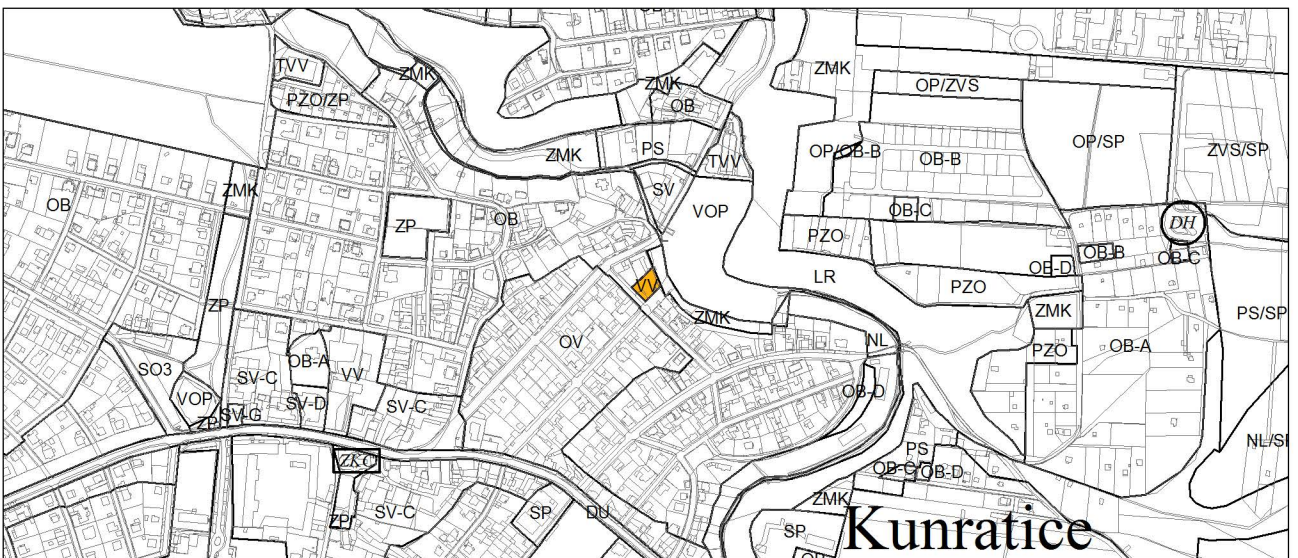 ZMK
TVV
ZMK
ZMK
PZO/ZP
OP/ZVS
OB
OP/SP
PS
ZMK
TVV
OP/OB-B
OB-B
ZVS/SP
ZMK
OB
SV
VOP
OB-C
ZP
OB
DH
PZO
OB-B
OB-C
OB-D
LR
PZO
VV
ZP
ZMK
ZMK
PS/SP
OV
NL
PZO
OB-A
SO3
OB-A
VV
SV-C
OB-D
VOP
SV-G
SV-D
SV-C
ZP
NL/SP
PS
ZKC
OB-C
OB-D
ZMK
ZP
SV-C
SP
DU
SP
Kunratice